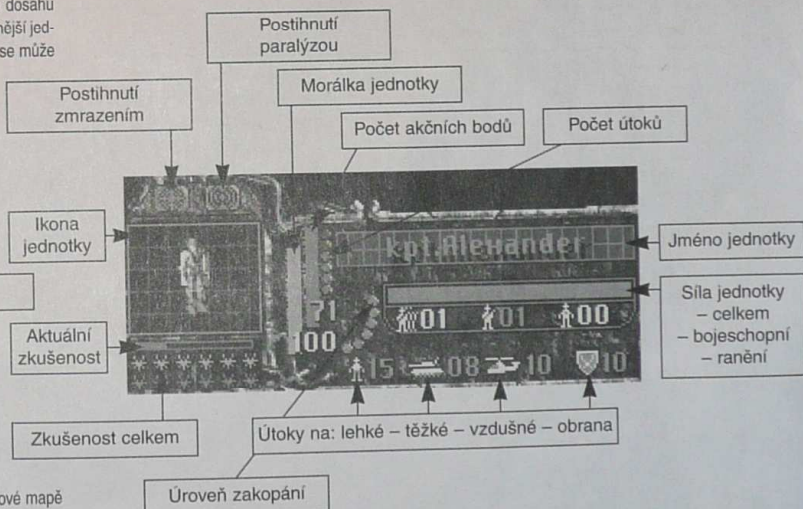 dosahu
nější jed-
se může
Postihnutí
paralýzou
Postihnutí
zmrazením
Morálka jednotky
Počet akčních bodů
Počet útoků
Ikona
jednotky
kpt.Alexander
Jméno jednotky
01 01 00
71
100
Síla jednotky
– celkem
– bojeschopní
– ranění
Aktuální
zkušenost
15 08 10 10
Zkušenost celkem
Útoky na: lehké – těžké – vzdušné – obrana
Úroveň zakopání
ové mapě